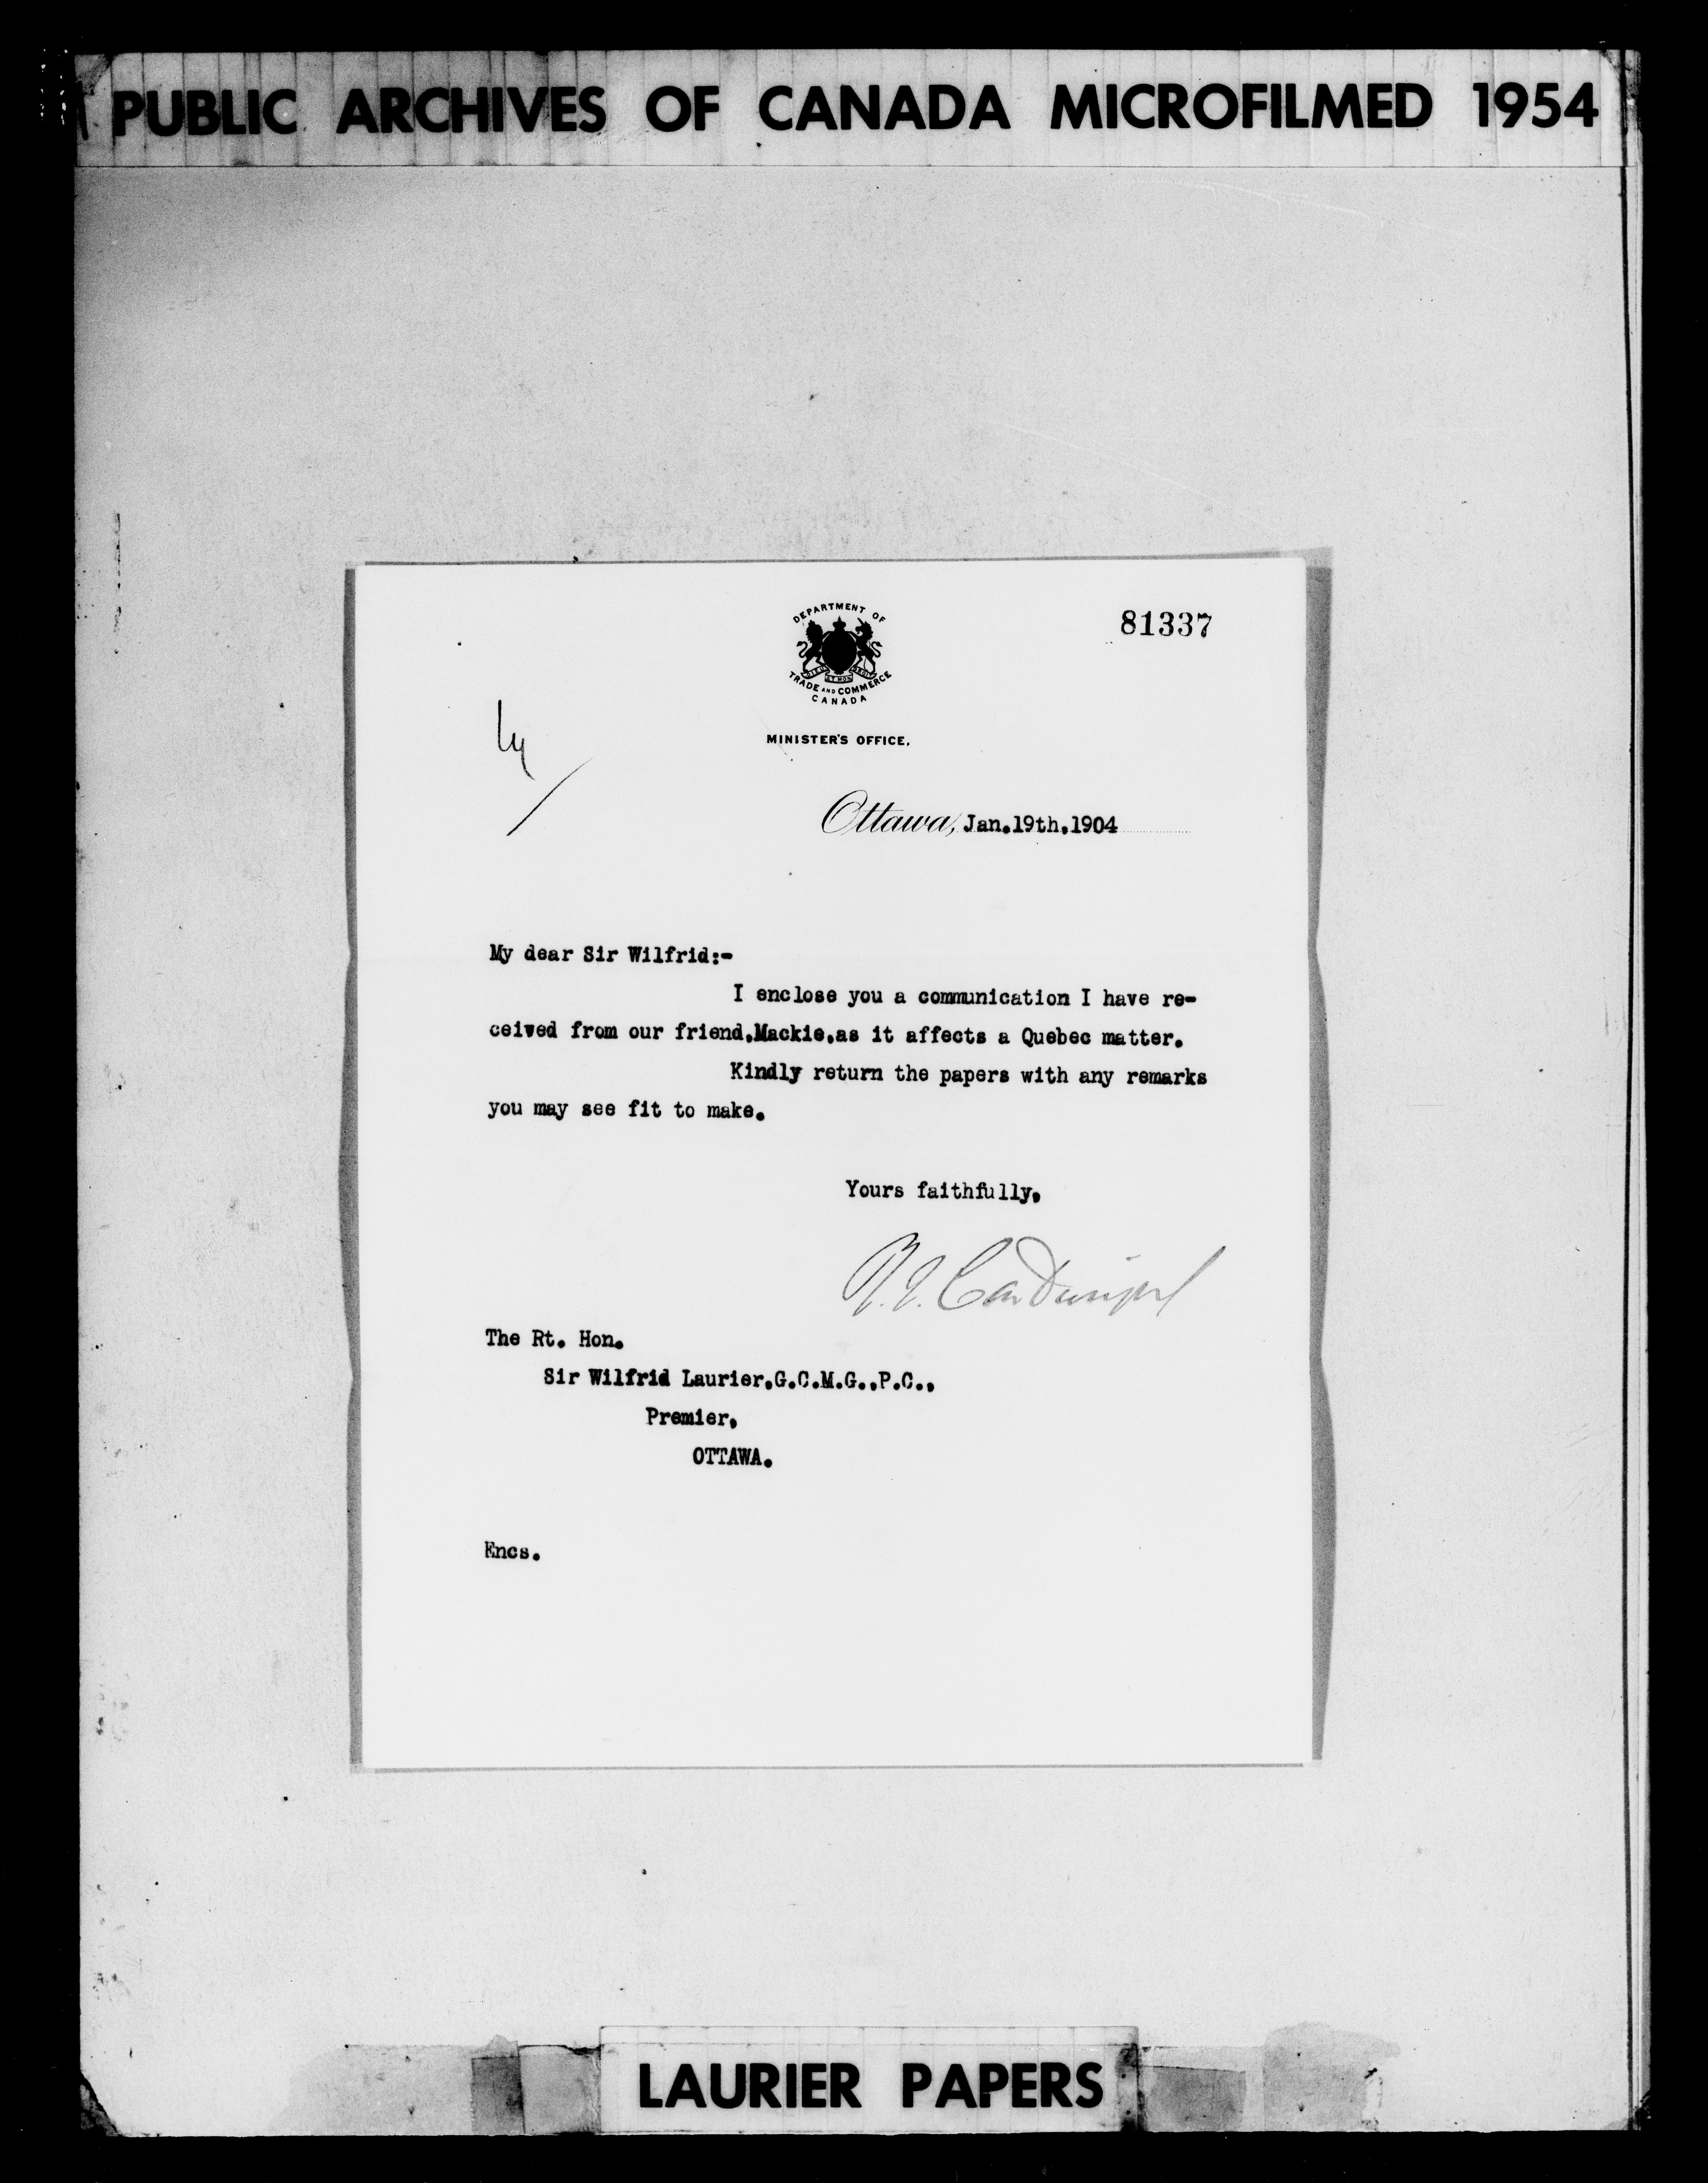 PUBLIC ARCHIVES OF CANADA MICROFILMED 1954
81337
DEPARTMENT OF
TRADE AND COMMERCE
CANADA
MINISTER'S OFFICE.
Ottawa, Jan.19th,1904
My dear Sir Wilfrid:-
I enclose you a communication I have re-
ceived from our friend,Mackie,as it affects a Quebec matter.
Kindly return the papers with any remarks
you may see fit to make.
Yours faithfully,
The Rt. Hon.
Sir Wilfrid Laurier,G.C.M.G.,P.C.,
Premier,
OTTAWA.
Encs.
LAURIER PAPERS